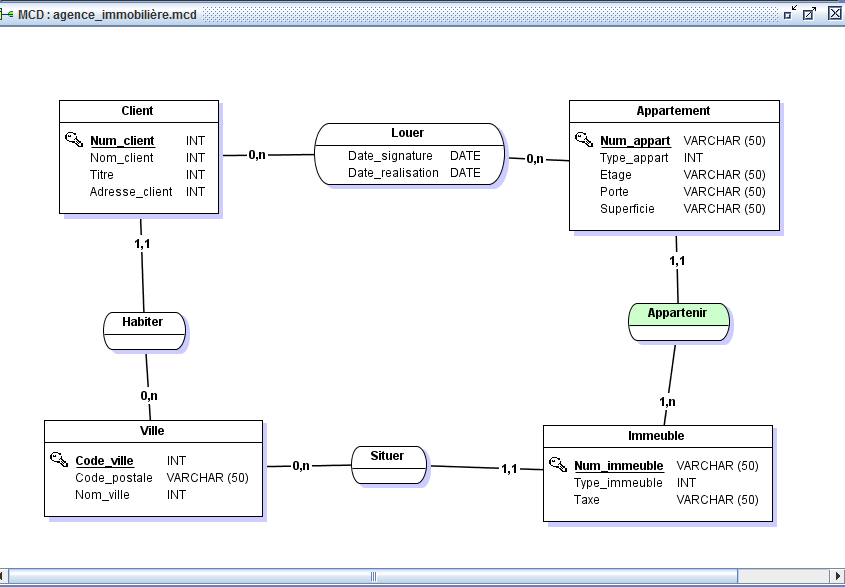 MCD : agence_immobilière.mcd
Client
Num_client INT
Nom_client INT
Titre INT
Adresse_client INT
0,n
Louer
Date_signature DATE
Date_realisation DATE
0,n
Appartement
Num_appart VARCHAR (50)
Type_appart INT
Etage VARCHAR (50)
Porte VARCHAR (50)
Superficie VARCHAR (50)
1,1
1,1
Habiter
Appartenir
0,n
1,n
Ville
Code_ville INT
Code_postale VARCHAR (50)
Nom_ville INT
0,n
Situer
1,1
Immeuble
Num_immeuble VARCHAR (50)
Type_immeuble INT
Taxe VARCHAR (50)